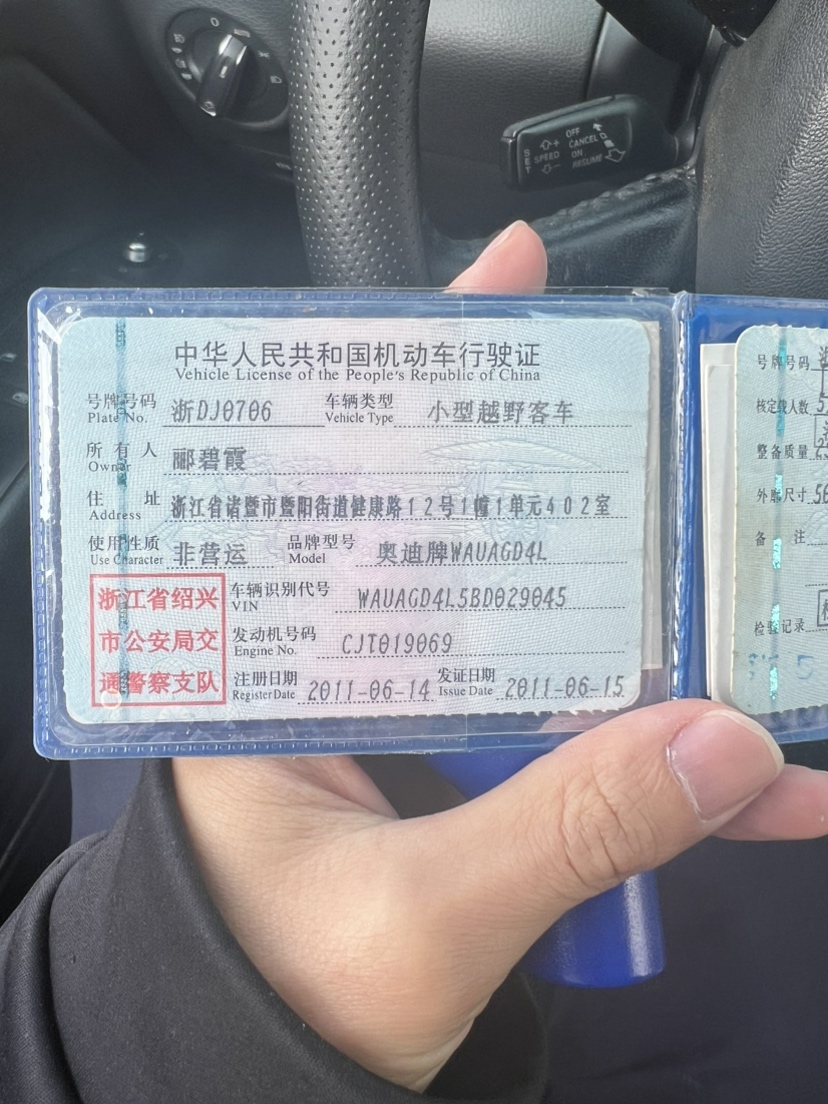 OFF
CANCEL
SET
SPEED
ON
RESUME
中华人民共和国机动车行驶证
Vehicle License of the People's Republic of China
号牌号码 浙DJ0706 车辆类型 小型越野客车
Plate No. Vehicle Type
所有人 郦碧霞
Owner
住址 浙江省诸暨市暨阳街道健康路12号1幢1单元402室
Address
使用性质 非营运 品牌型号 奥迪牌WAUAGD4L
Use Character Model
浙江省绍兴
市公安局交
通警察支队
车辆识别代号 WAUAGD4L5BD029045
VIN
发动机号码 CJT019069
Engine No.
注册日期 2011-06-14 发证日期 2011-06-15
Register Date Issue Date
号牌号码
核定载人数
整备质量
外廓尺寸
备注
检验记录